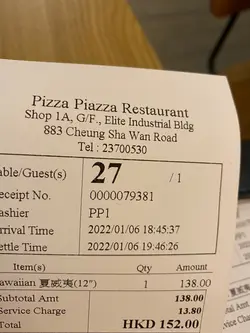 Pizza Piazza Restaurant
Shop 1A, G/F., Elite Industrial Bldg
883 Cheung Sha Wan Road
Tel : 23700530
able/Guest(s) 27 / 1
eceipt No. 0000079381
ashier PP1
rrival Time 2022/01/06 18:45:37
ettle Time 2022/01/06 19:46:26
Item(s) Qty Amount
awaiian 夏威夷(12") 1 138.00
Subtotal Amt 138.00
Service Charge 13.80
Total HKD 152.00